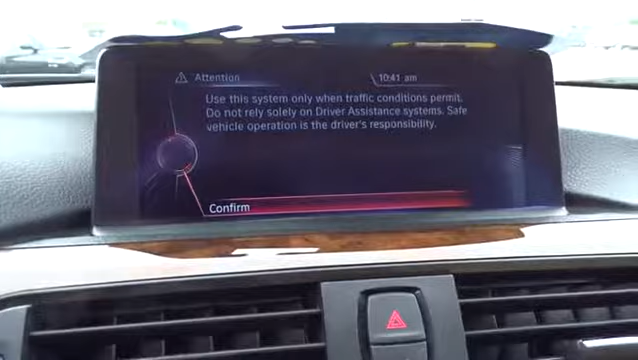 Attention
10:41 am
Use this system only when traffic conditions permit.
Do not rely solely on Driver Assistance systems. Safe
vehicle operation is the driver's responsibility.
Confirm